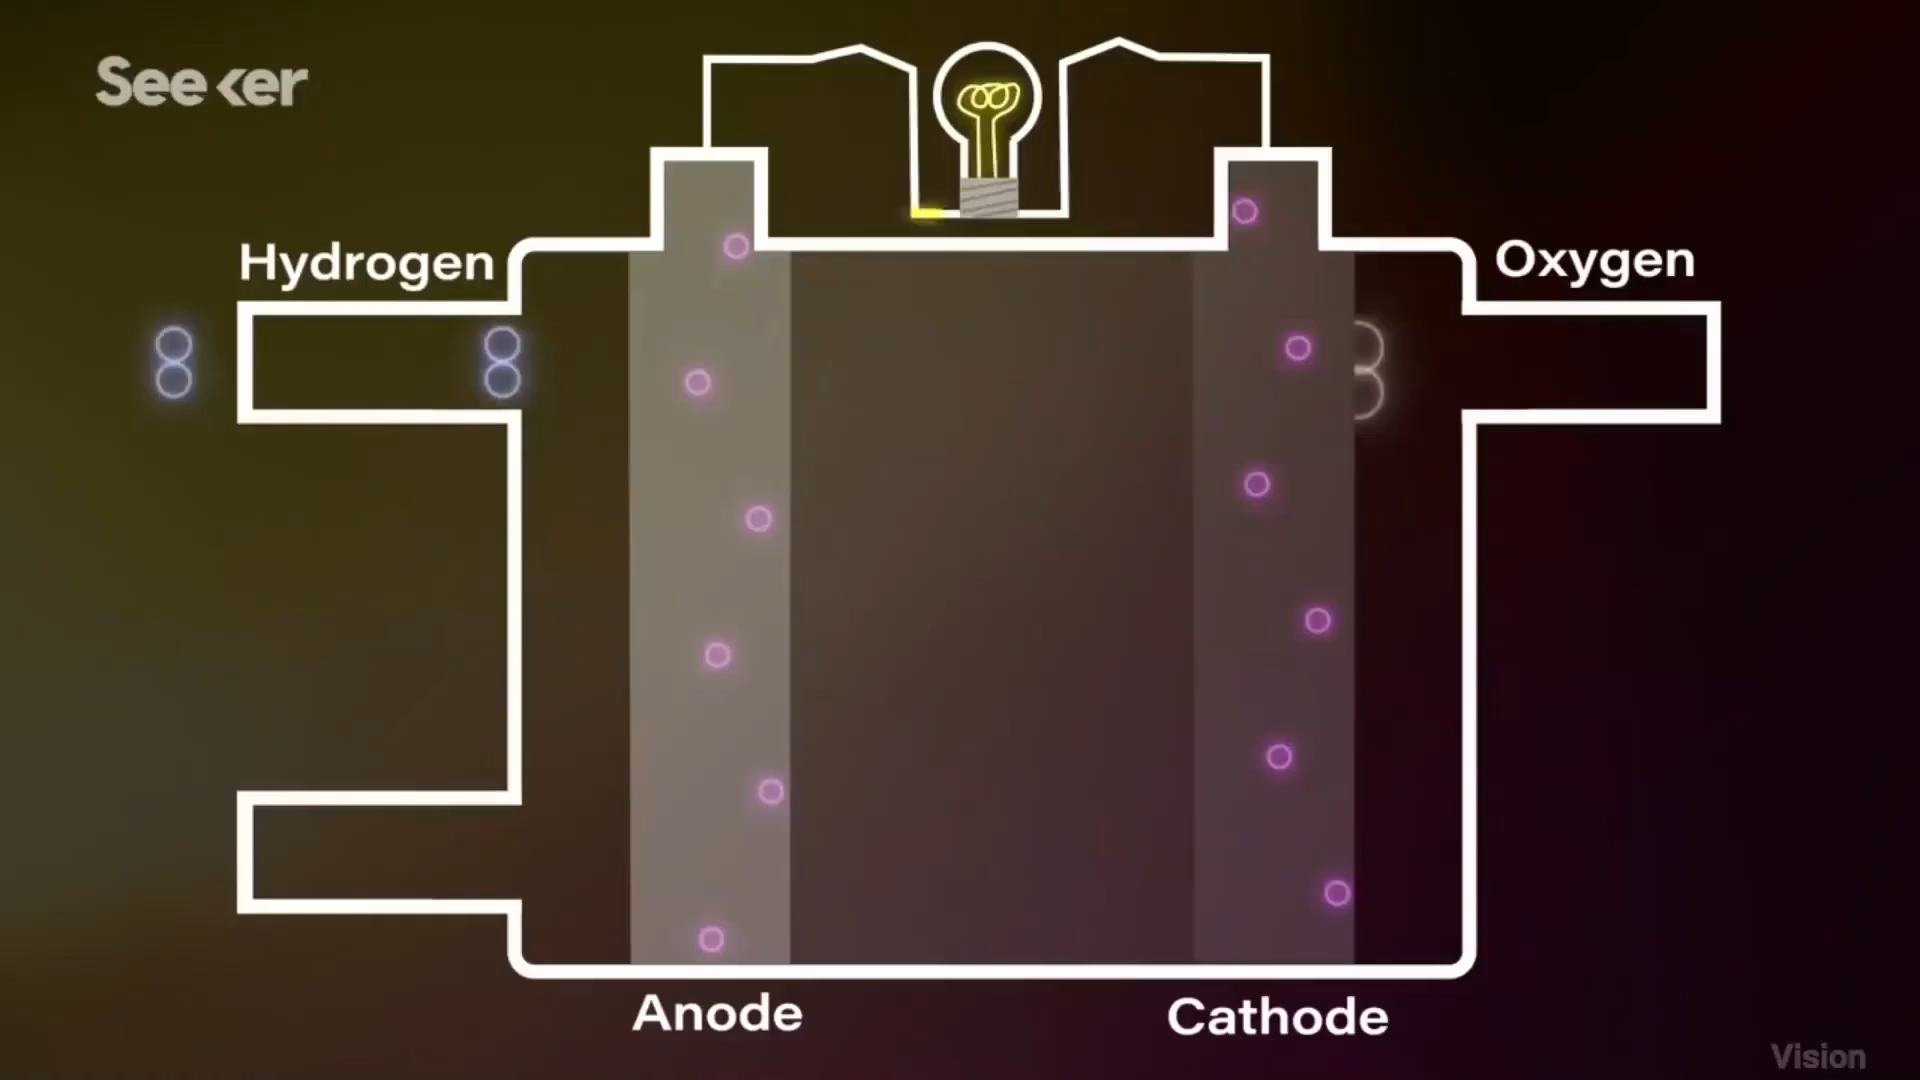 Seeker
Hydrogen
Oxygen
Anode
Cathode
Vision